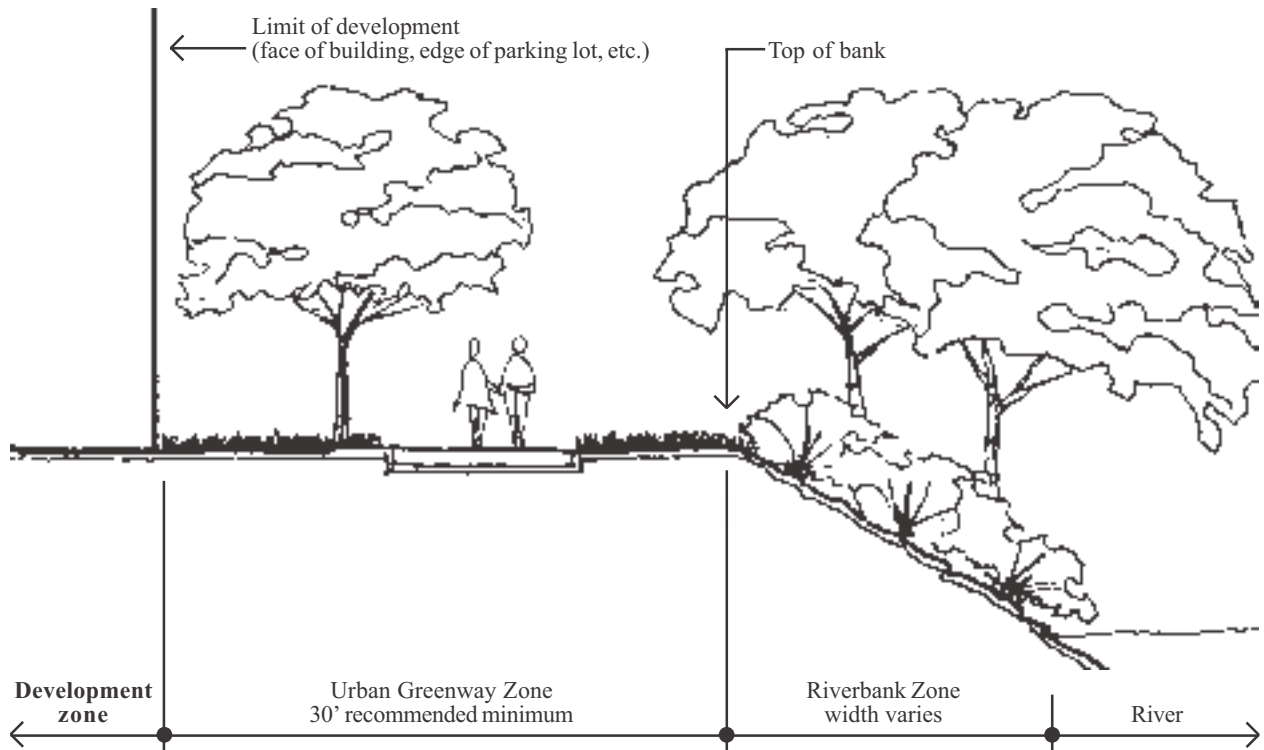 Limit of development
(face of building, edge of parking lot, etc.)
Top of bank
Development
zone
Urban Greenway Zone
30’ recommended minimum
Riverbank Zone
width varies
River